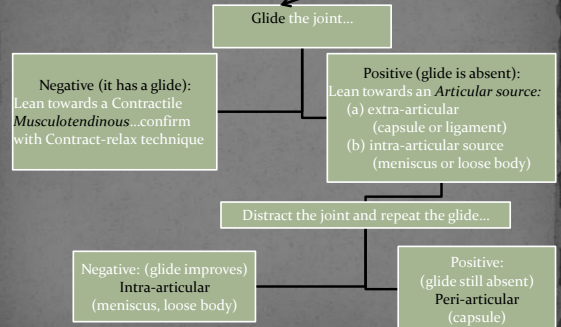 Glide the joint...
Negative (it has a glide):
Lean towards a Contractile
Musculotendinous...confirm
with Contract-relax technique
Positive (glide is absent):
Lean towards an Articular source:
(a) extra-articular
(capsule or ligament)
(b) intra-articular source
(meniscus or loose body)
Distract the joint and repeat the glide...
Negative: (glide improves)
Intra-articular
(meniscus, loose body)
Positive:
(glide still absent)
Peri-articular
(capsule)